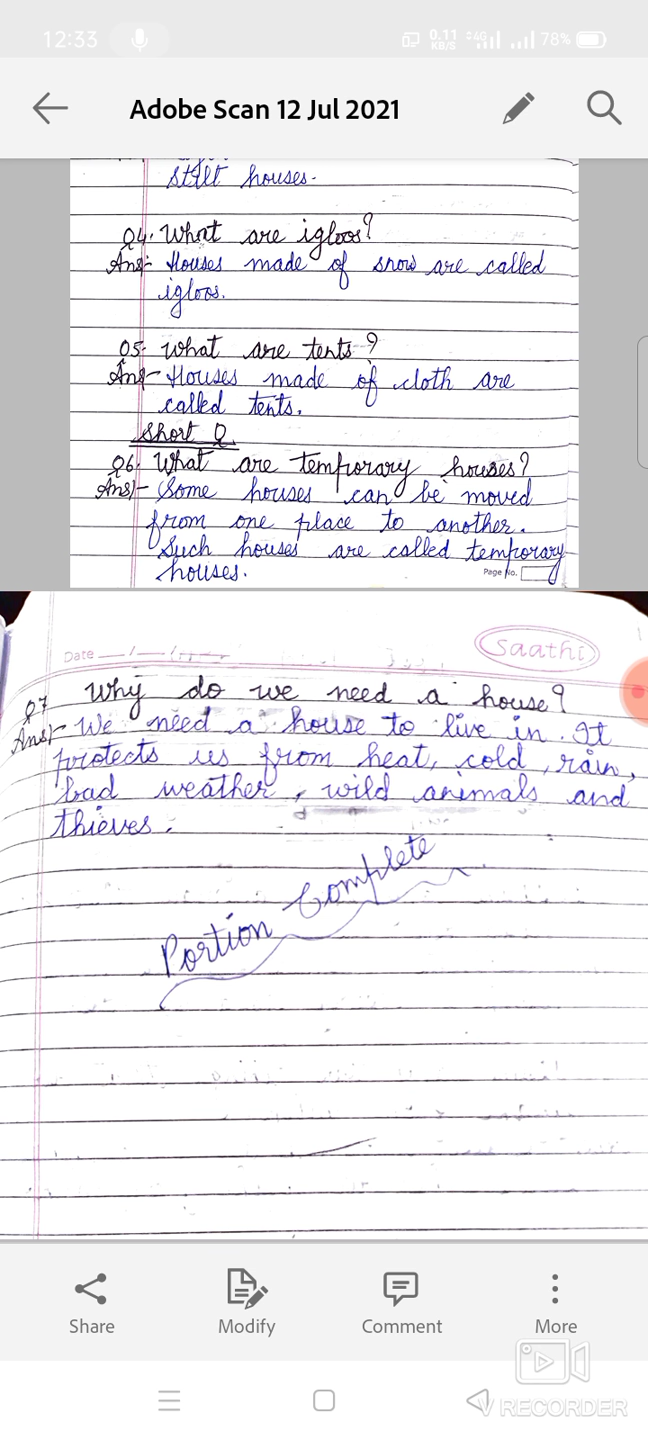 12:33
0.11 KB/S 4G 78%
Adobe Scan 12 Jul 2021
stilt houses.
Q4. What are igloos?
Ans:- Houses made of snow are called
igloos.
Q5. What are tents?
Ans:- Houses made of cloth are
called tents.
Short Q
Q6. What are temporary houses?
Ans:- Some houses can be moved
from one place to another.
Such houses are called temporary
houses.
Page No.
Date
Saathi
Q7. Why do we need a house?
Ans:- We need a house to live in. It
protects us from heat, cold, rain,
bad weather, wild animals and
thieves.
Portion Complete
Share Modify Comment More
V RECORDER